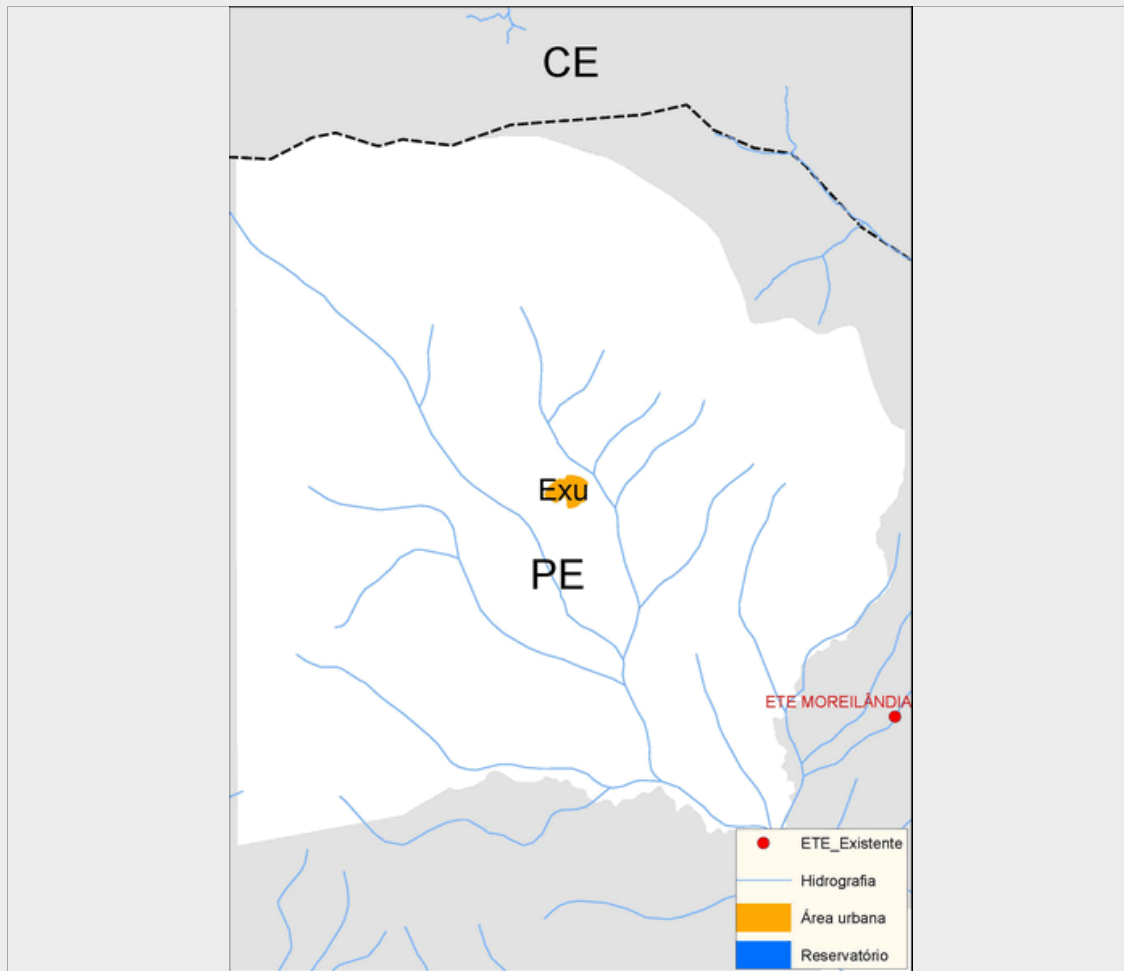 CE
Exu
PE
ETE MOREILÂNDIA
ETE_Existente
Hidrografia
Área urbana
Reservatório